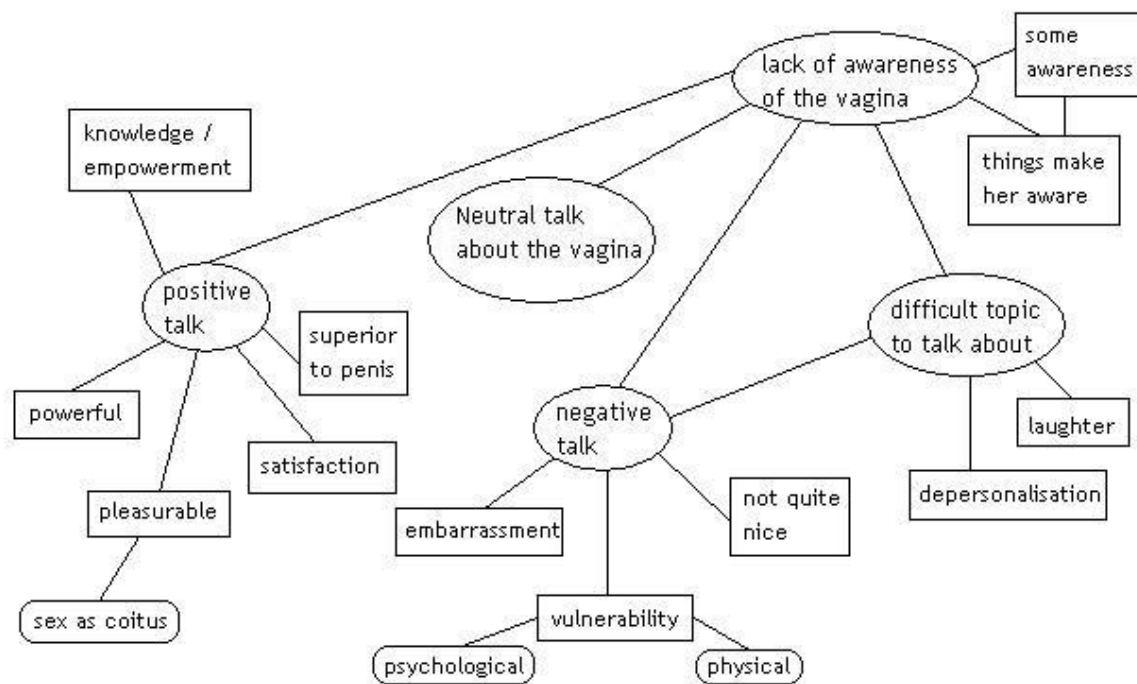 some
awareness
lack of awareness
of the vagina
knowledge /
empowerment
things make
her aware
Neutral talk
about the vagina
positive
talk
difficult topic
to talk about
superior
to penis
powerful
negative
talk
laughter
satisfaction
depersonalisation
not quite
nice
pleasurable
embarrassment
sex as coitus
vulnerability
psychological
physical